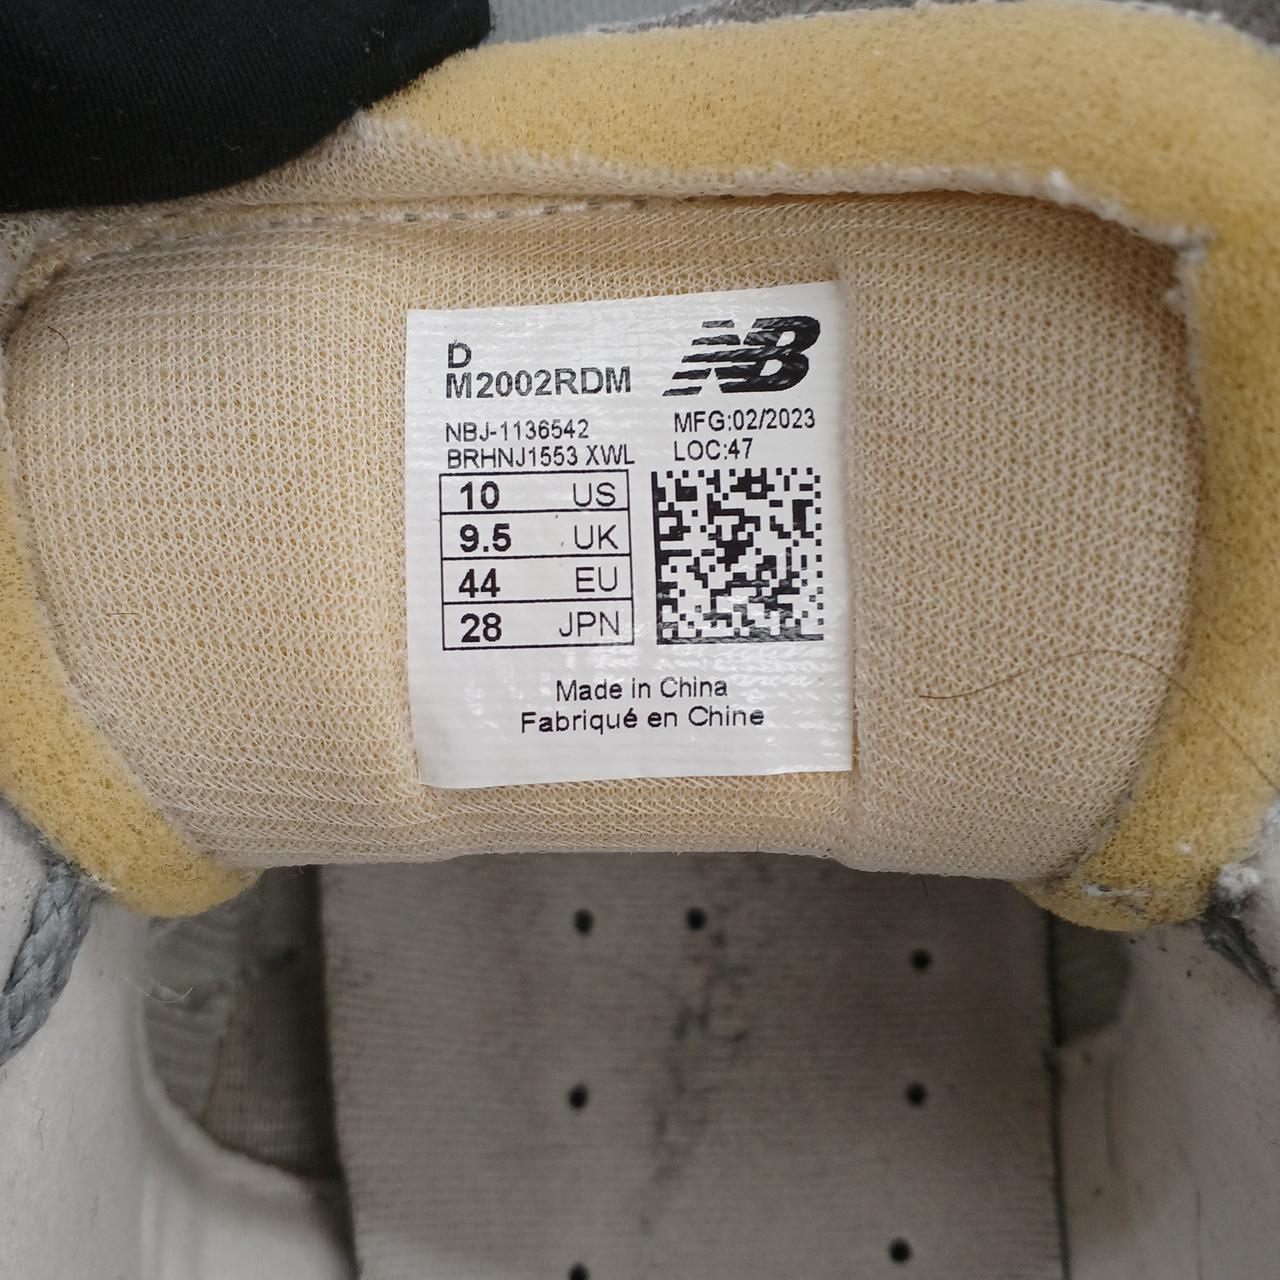 D
M2002RDM
NB
NBJ-1136542
BRHNJ1553 XWL
MFG:02/2023
LOC:47
10 US
9.5 UK
44 EU
28 JPN
Made in China
Fabriqué en Chine